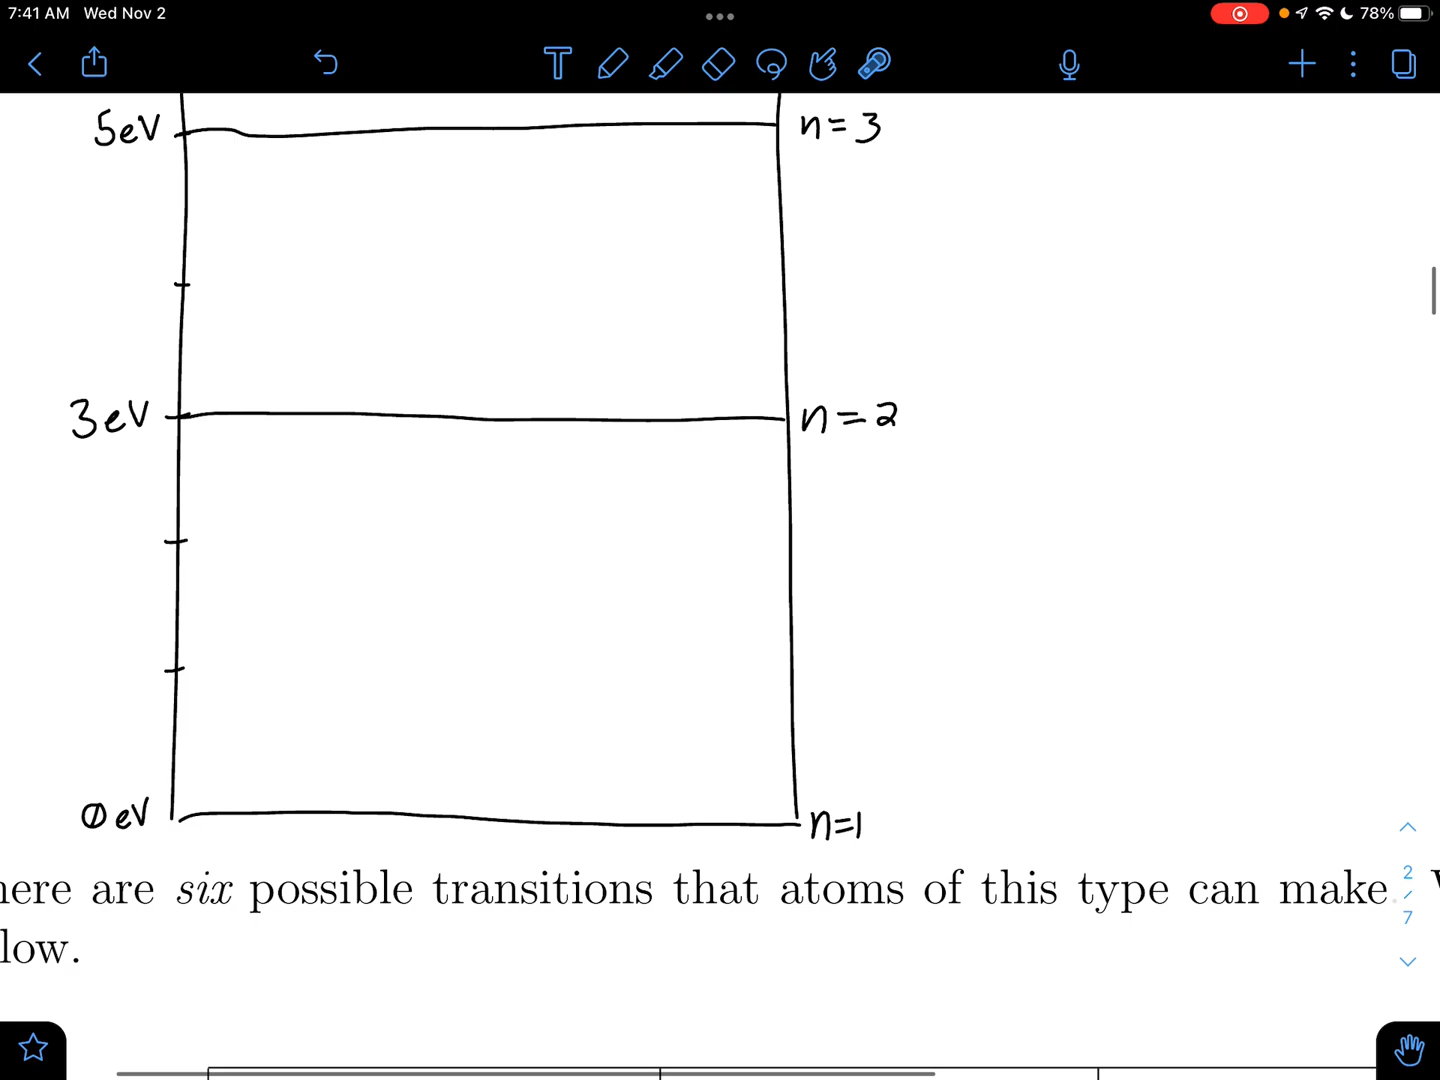 7:41 AM Wed Nov 2
78%
T
5eV
n=3
3eV
n=2
0eV
n=1
here are six possible transitions that atoms of this type can make.
low.
2
/
7